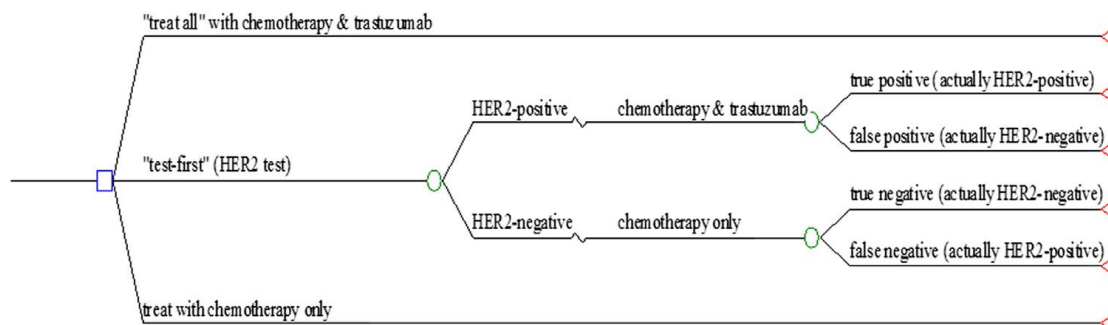 "treat all" with chemotherapy & trastuzumab
true positive (actually HER2-positive)
HER2-positive
chemotherapy & trastuzumab
false positive (actually HER2-negative)
"test-first" (HER2 test)
true negative (actually HER2-negative)
HER2-negative
chemotherapy only
false negative (actually HER2-positive)
treat with chemotherapy only